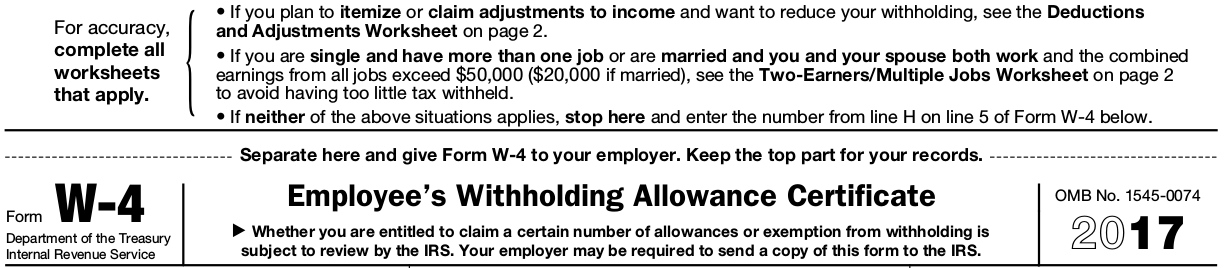 For accuracy,
complete all
worksheets
that apply.
• If you plan to itemize or claim adjustments to income and want to reduce your withholding, see the Deductions
and Adjustments Worksheet on page 2.
• If you are single and have more than one job or are married and you and your spouse both work and the combined
earnings from all jobs exceed $50,000 ($20,000 if married), see the Two-Earners/Multiple Jobs Worksheet on page 2
to avoid having too little tax withheld.
• If neither of the above situations applies, stop here and enter the number from line H on line 5 of Form W-4 below.
Separate here and give Form W-4 to your employer. Keep the top part for your records.
Form W-4
Department of the Treasury
Internal Revenue Service
Employee's Withholding Allowance Certificate
▶ Whether you are entitled to claim a certain number of allowances or exemption from withholding is
subject to review by the IRS. Your employer may be required to send a copy of this form to the IRS.
OMB No. 1545-0074
2017